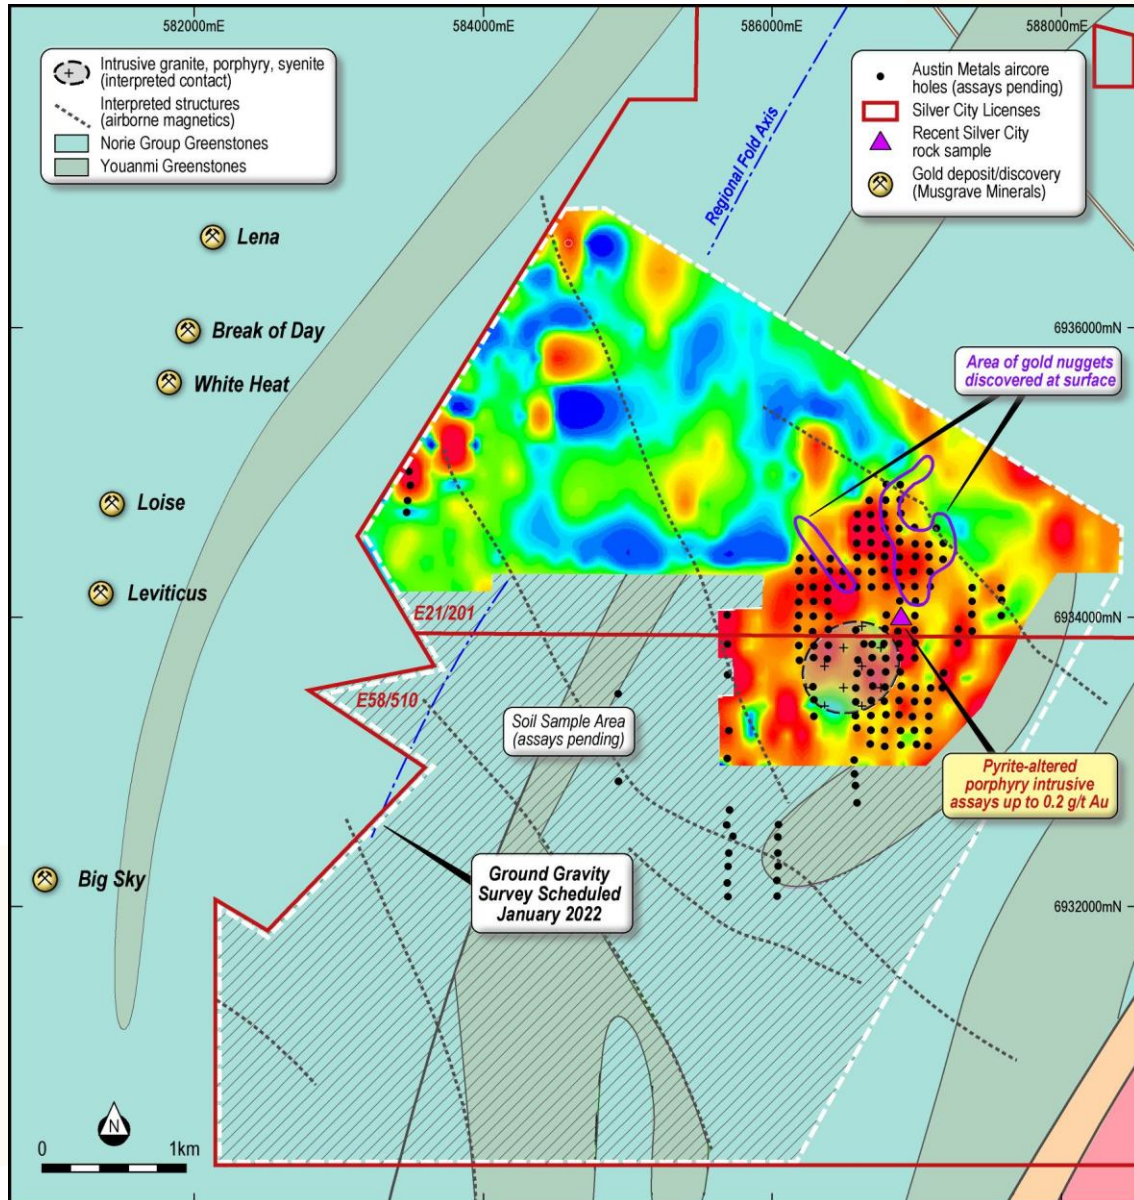 582000mE
584000mE
586000mE
588000mE
Intrusive granite, porphyry, syenite
(interpreted contact)
Interpreted structures
(airborne magnetics)
Norie Group Greenstones
Youanmi Greenstones
Austin Metals aircore
holes (assays pending)
Silver City Licenses
Recent Silver City
rock sample
Gold deposit/discovery
(Musgrave Minerals)
Regional Fold Axis
Lena
Break of Day
White Heat
6936000mN
Area of gold nuggets
discovered at surface
Loise
Leviticus
E21/201
6934000mN
E58/510
Soil Sample Area
(assays pending)
Pyrite-altered
porphyry intrusive
assays up to 0.2 g/t Au
Big Sky
Ground Gravity
Survey Scheduled
January 2022
6932000mN
N
0
1km